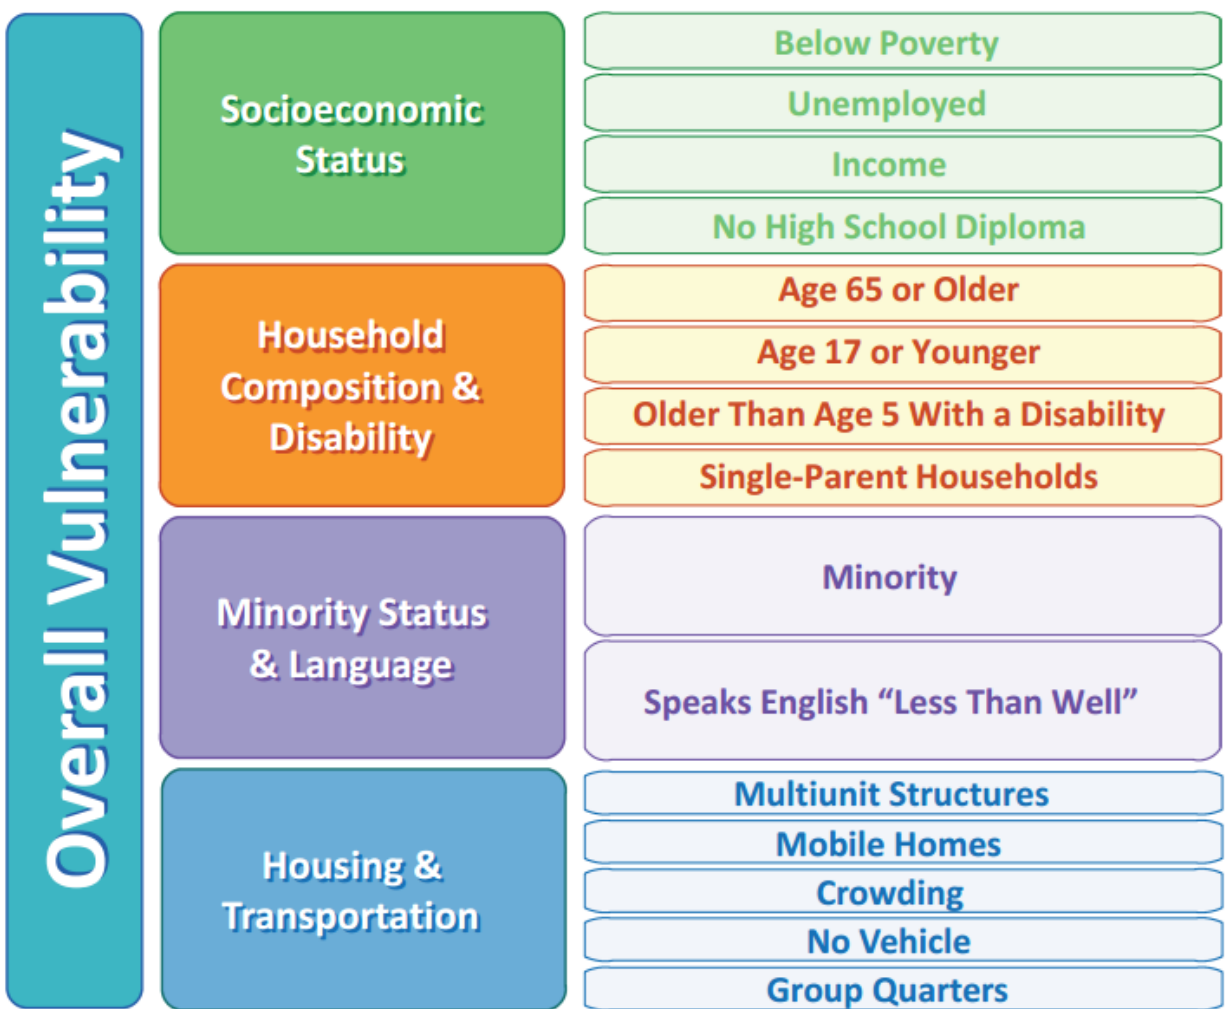 Overall Vulnerability
Socioeconomic
Status
Below Poverty
Unemployed
Income
No High School Diploma
Household
Composition &
Disability
Age 65 or Older
Age 17 or Younger
Older Than Age 5 With a Disability
Single-Parent Households
Minority Status
& Language
Minority
Speaks English “Less Than Well”
Housing &
Transportation
Multiunit Structures
Mobile Homes
Crowding
No Vehicle
Group Quarters